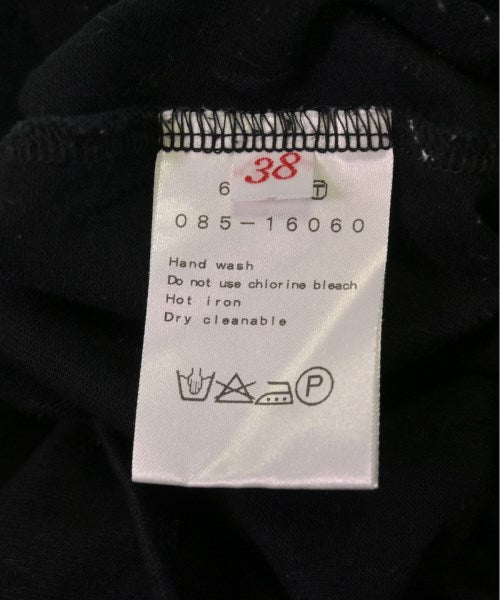 38
6 T
085-16060
Hand wash
Do not use chlorine bleach
Hot iron
Dry cleanable
P